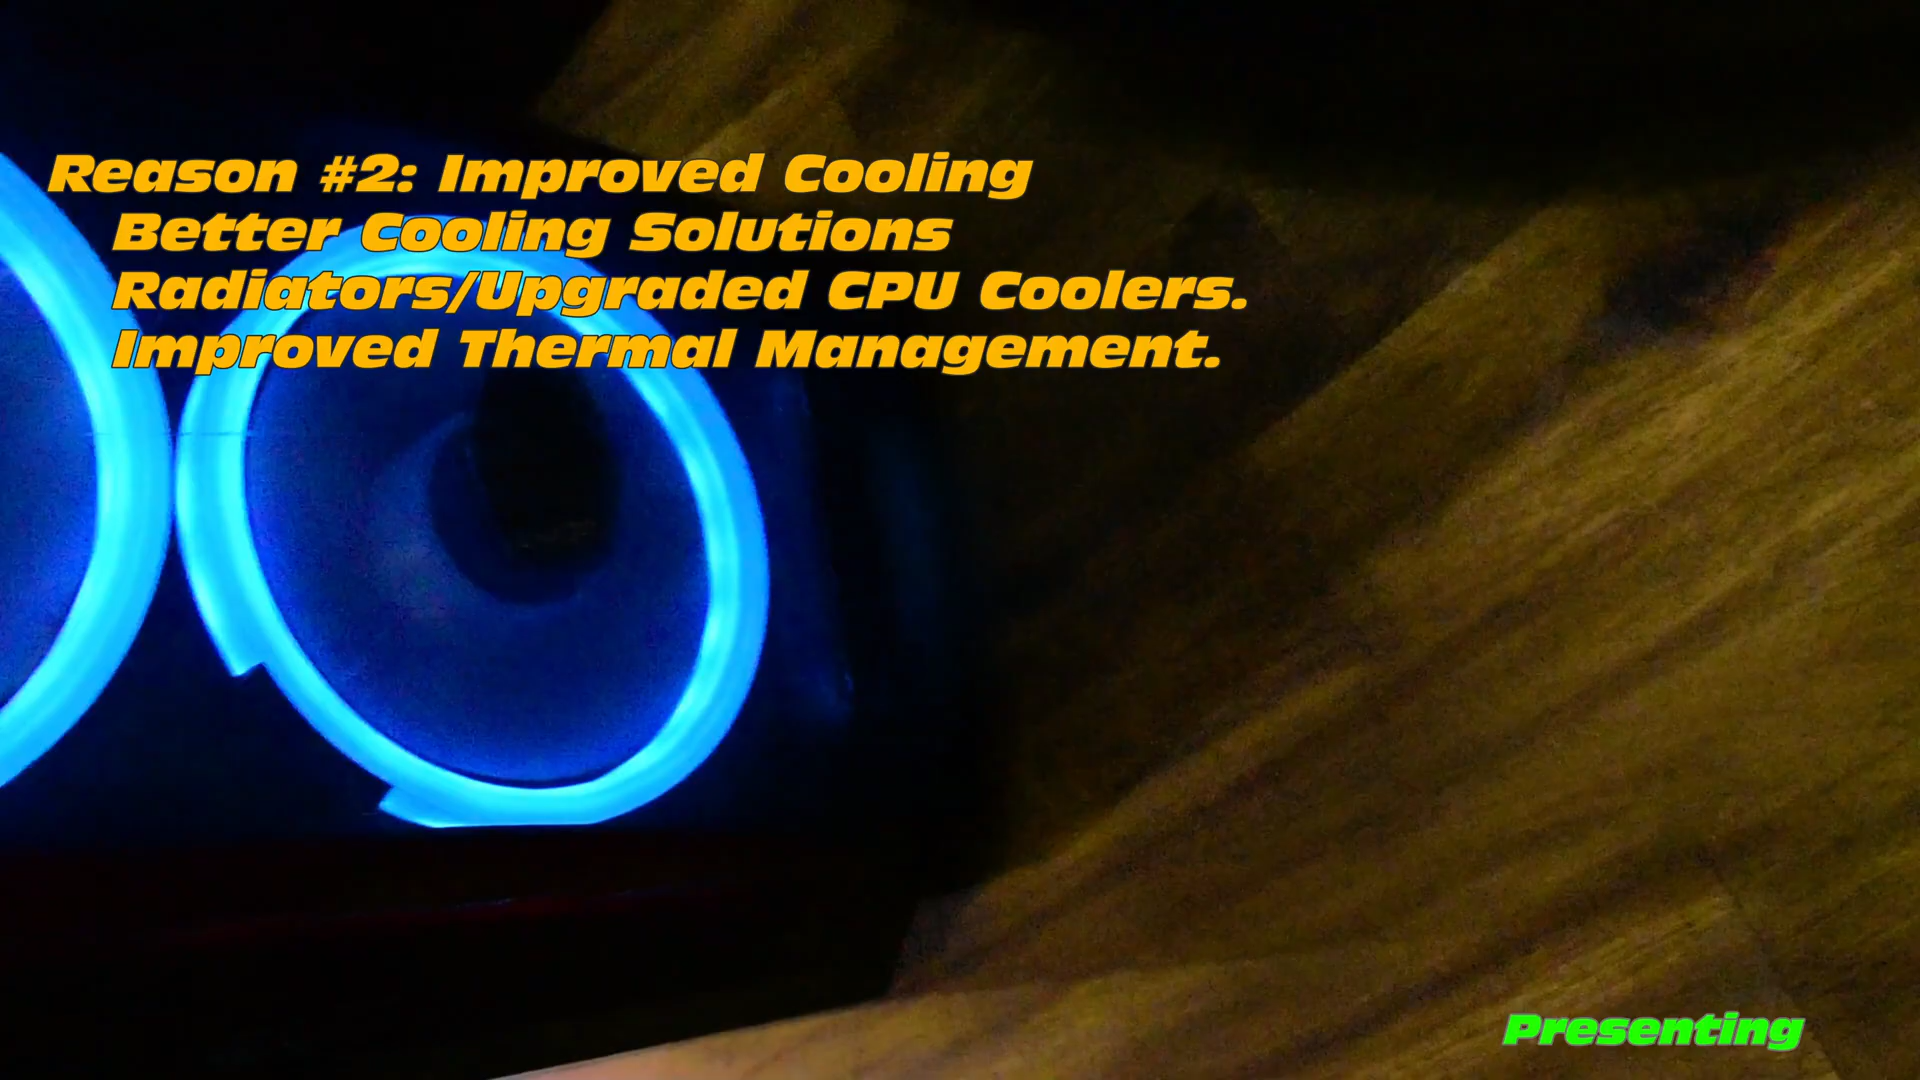 Reason #2: Improved Cooling
Better Cooling Solutions
Radiators/Upgraded CPU Coolers.
Improved Thermal Management.
Presenting